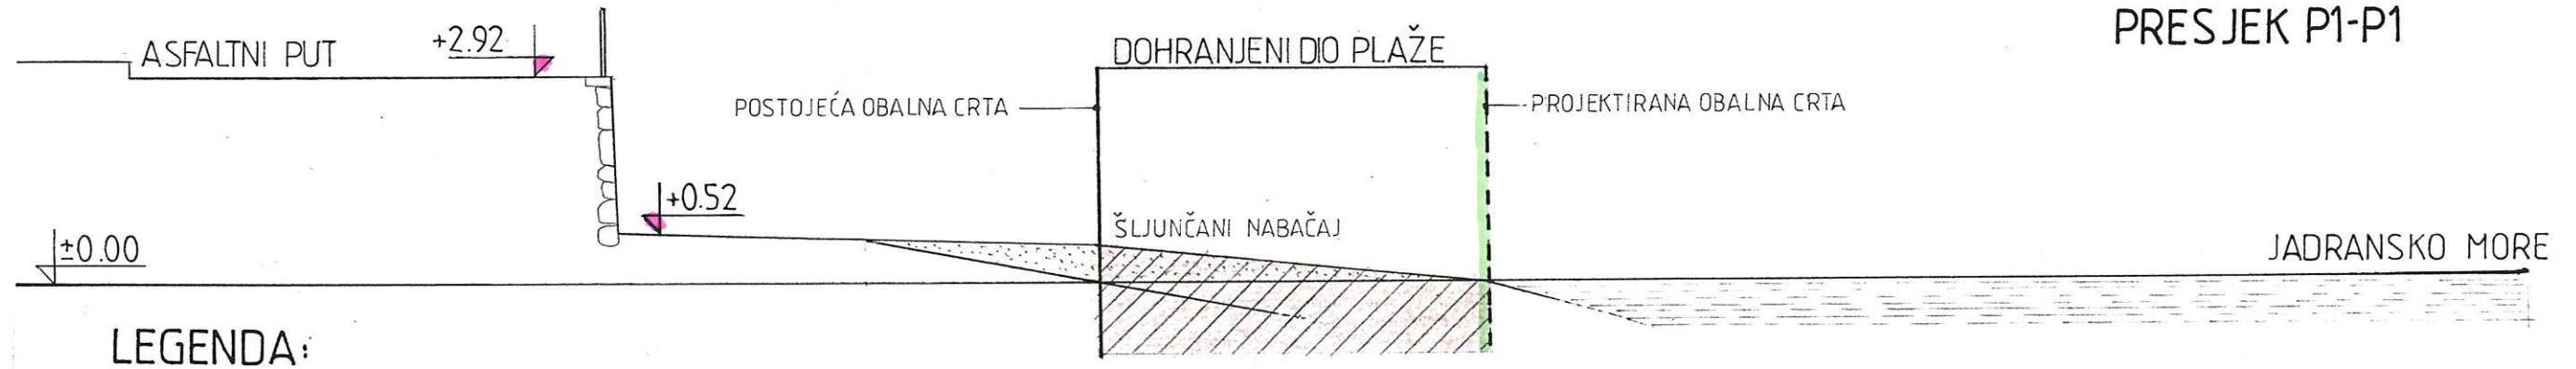 PRESJEK P1-P1
ASFALTNI PUT
+2.92
DOHRANJENI DIO PLAŽE
POSTOJEĆA OBALNA CRTA
PROJEKTIRANA OBALNA CRTA
+0.52
ŠLJUNČANI NABAČAJ
±0.00
JADRANSKO MORE
LEGENDA: